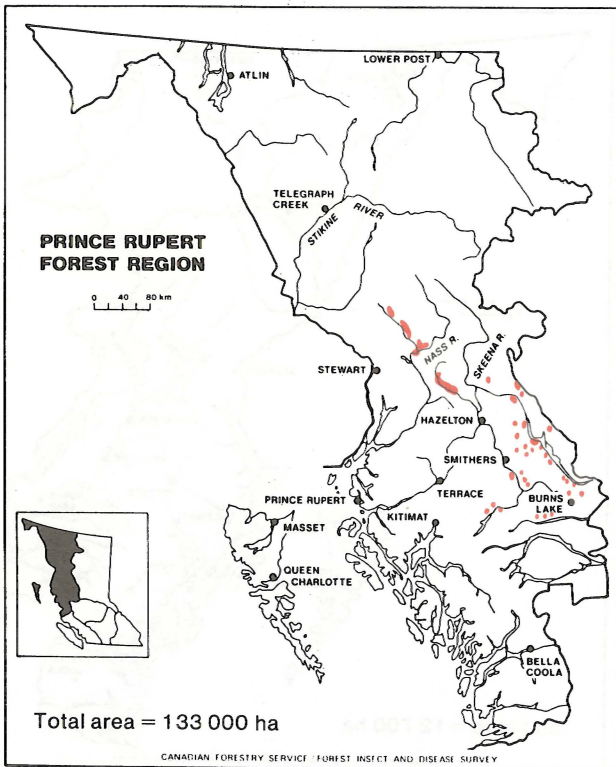 LOWER POST
ATLIN
TELEGRAPH
CREEK
STIKINE RIVER
PRINCE RUPERT
FOREST REGION
0 40 80 km
NASS R.
SKEENA R.
STEWART
HAZELTON
SMITHERS
PRINCE RUPERT
TERRACE
BURNS
LAKE
MASSET
KITIMAT
QUEEN
CHARLOTTE
BELLA
COOLA
Total area = 133 000 ha
CANADIAN FORESTRY SERVICE / FOREST INSECT AND DISEASE SURVEY